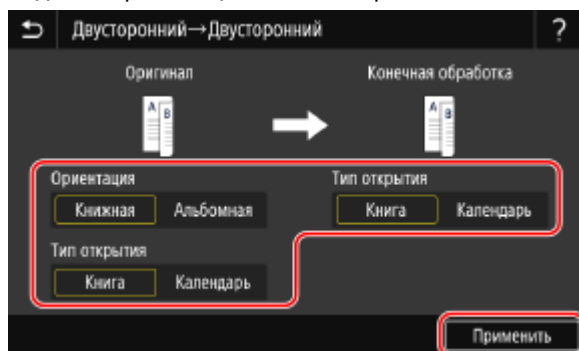 Двусторонний→Двусторонний ?
Оригинал Конечная обработка
A B A B
Ориентация Тип открытия
Книжная Альбомная Книга Календарь
Тип открытия
Книга Календарь
Применить